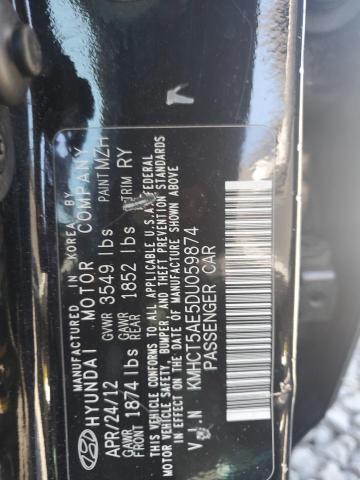 MANUFACTURED IN KOREA BY
HYUNDAI MOTOR COMPANY
APR/24/12 GVWR 3549 lbs PAINT MZH
GAWR 1874 lbs GAWR REAR 1852 lbs TRIM RY
THIS VEHICLE CONFORMS TO ALL APPLICABLE U.S.A FEDERAL
MOTOR VEHICLE SAFETY, BUMPER, AND THEFT PREVENTION STANDARDS
IN EFFECT ON THE DATE OF MANUFACTURE SHOWN ABOVE.
V.I.N KMHCT5AE5DU059874
PASSENGER CAR